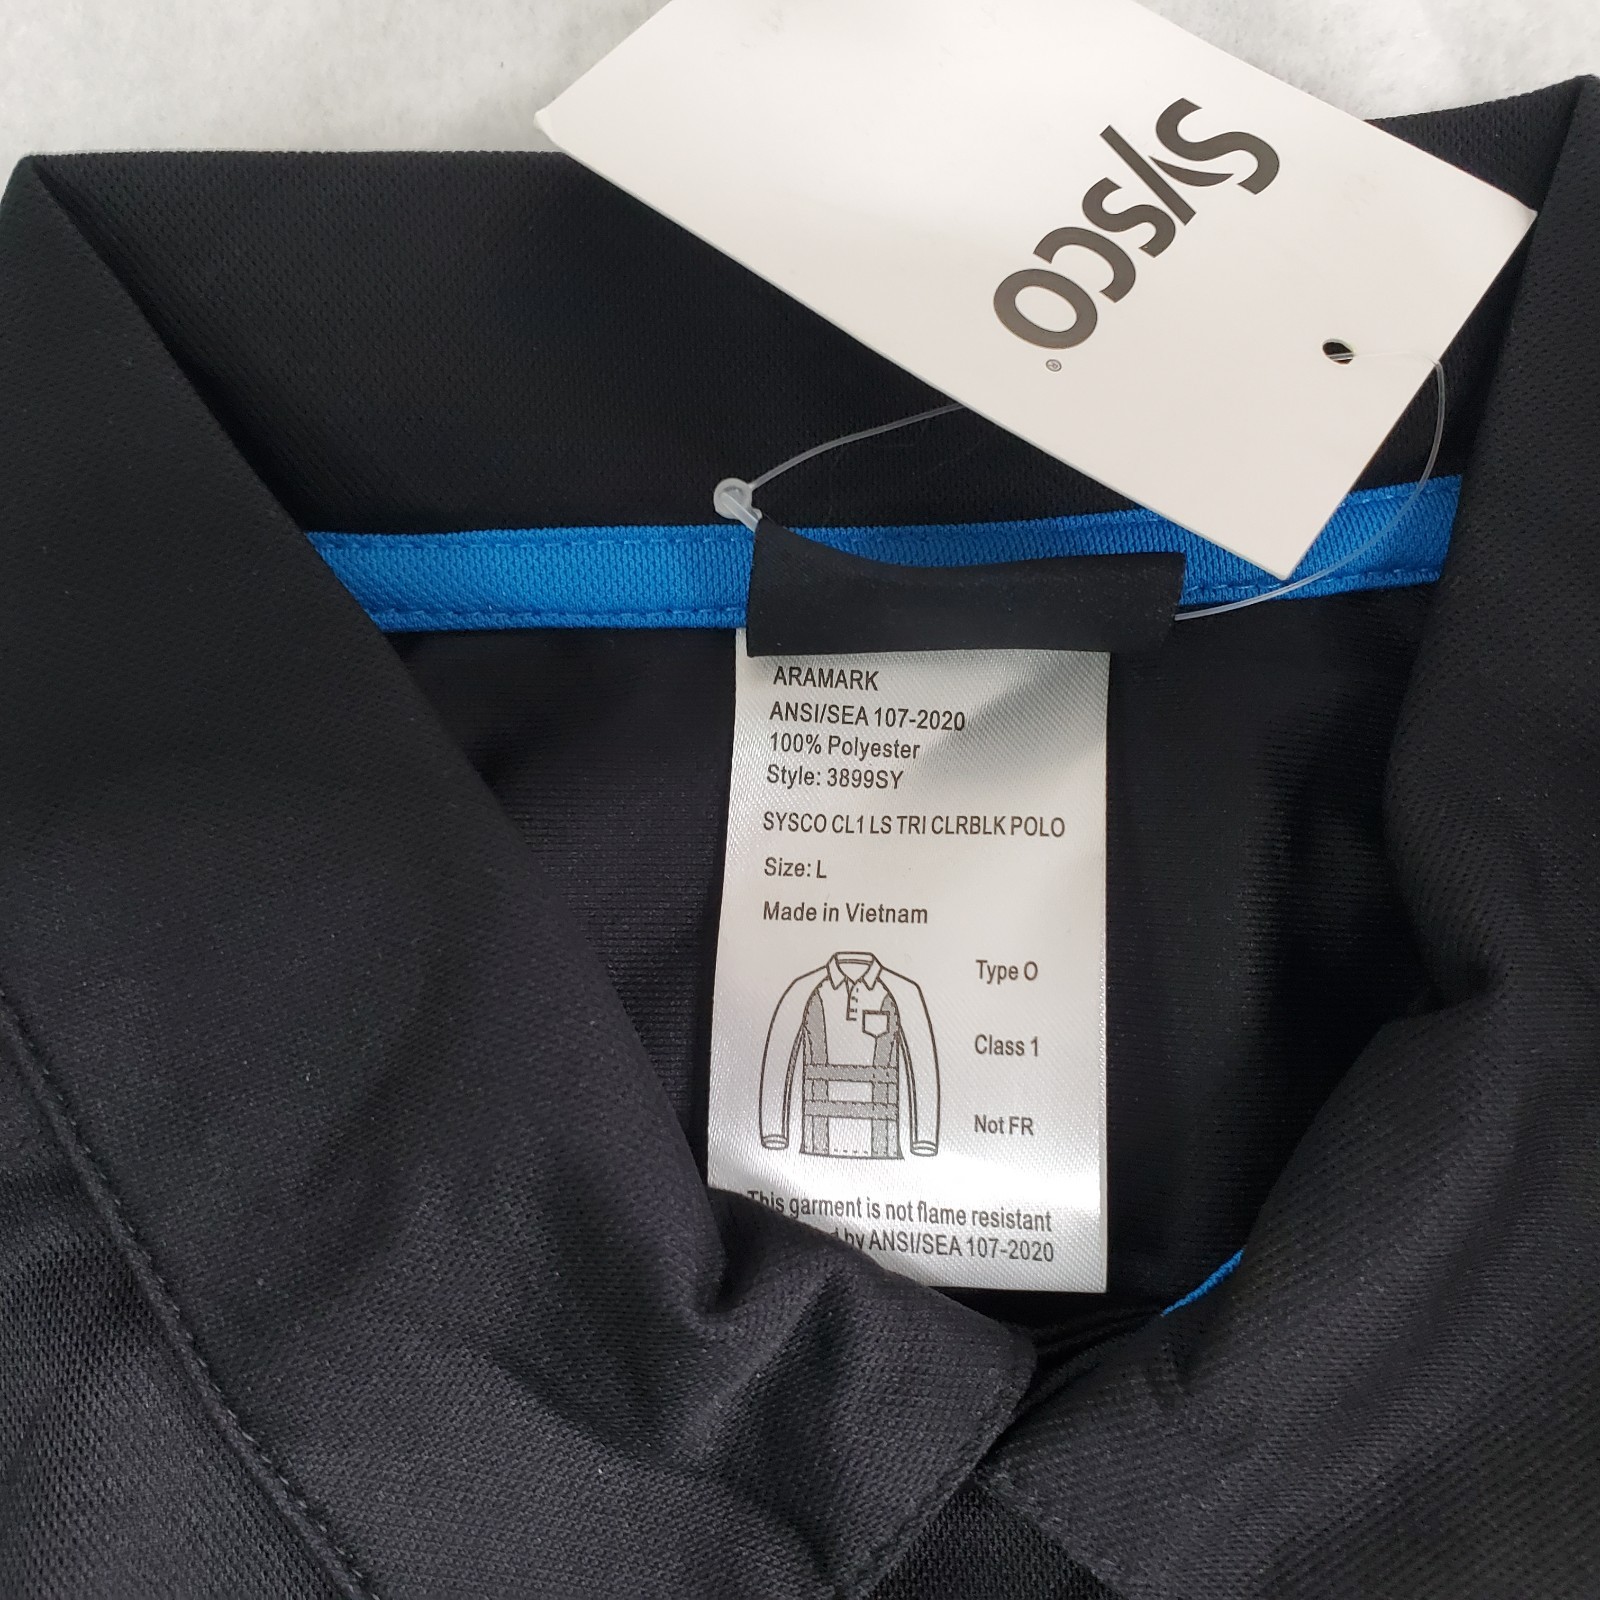 Sysco®
ARAMARK
ANSI/SEA 107-2020
100% Polyester
Style: 3899SY
SYSCO CL1 LS TRI CLRBLK POLO
Size: L
Made in Vietnam
Type O
Class 1
Not FR
This garment is not flame resistant
by ANSI/SEA 107-2020